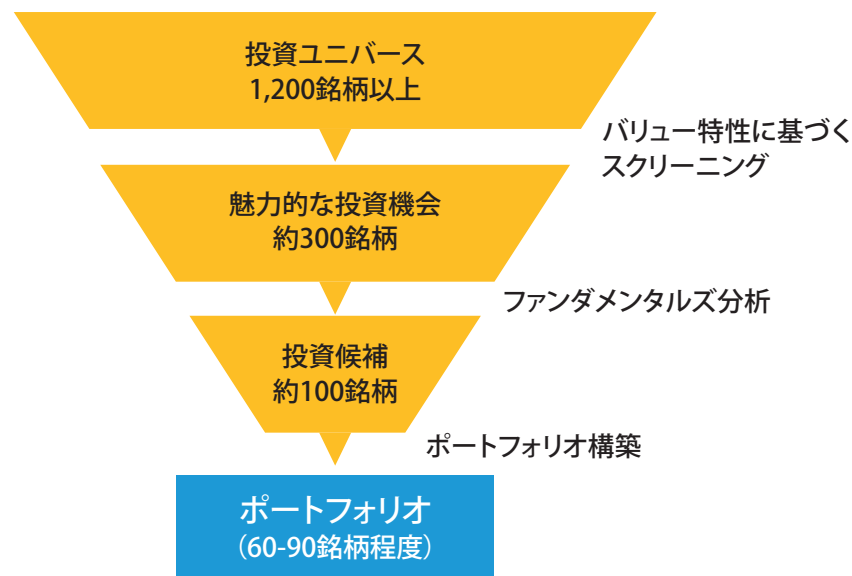 投資ユニバース
1,200銘柄以上
バリュー特性に基づく
スクリーニング
魅力的な投資機会
約300銘柄
ファンダメンタルズ分析
投資候補
約100銘柄
ポートフォリオ構築
ポートフォリオ
（60-90銘柄程度）